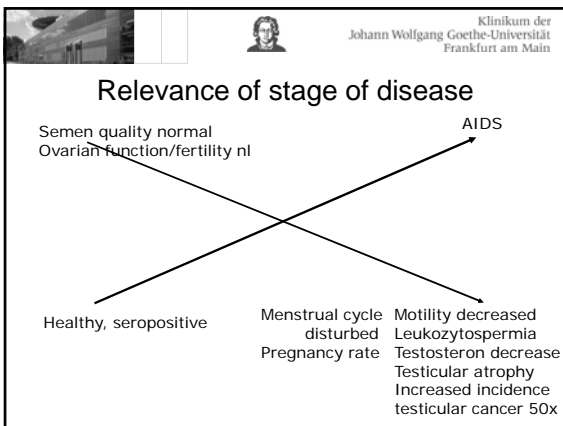 Klinikum der
Johann Wolfgang Goethe-Universität
Frankfurt am Main
Relevance of stage of disease
Semen quality normal
Ovarian function/fertility nl
AIDS
Healthy, seropositive
Menstrual cycle
disturbed
Pregnancy rate
Motility decreased
Leukozytospermia
Testosteron decrease
Testicular atrophy
Increased incidence
testicular cancer 50x